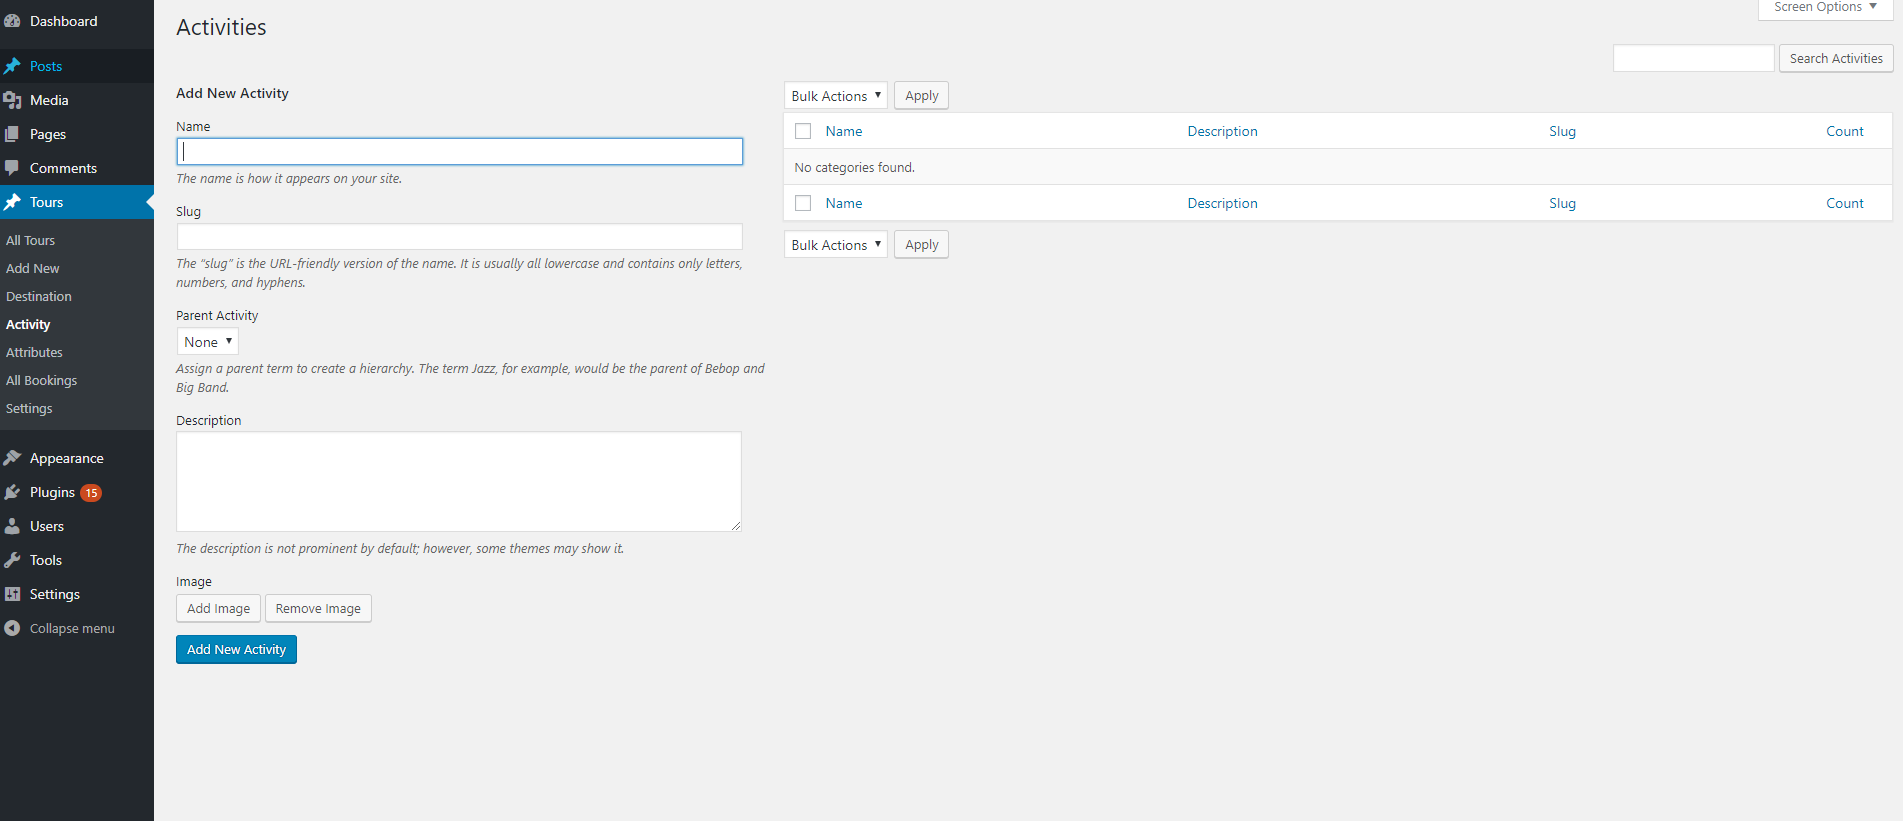 Dashboard
Posts
Media
Pages
Comments
Tours
All Tours
Add New
Destination
Activity
Attributes
All Bookings
Settings
Appearance
Plugins 15
Users
Tools
Settings
Collapse menu
Screen Options
Activities
Search Activities
Add New Activity
Name
The name is how it appears on your site.
Slug
The “slug” is the URL-friendly version of the name. It is usually all lowercase and contains only letters,
numbers, and hyphens.
Parent Activity
None
Assign a parent term to create a hierarchy. The term Jazz, for example, would be the parent of Bebop and
Big Band.
Description
The description is not prominent by default; however, some themes may show it.
Image
Add Image Remove Image
Add New Activity
Bulk Actions Apply
Name Description Slug Count
No categories found.
Name Description Slug Count
Bulk Actions Apply